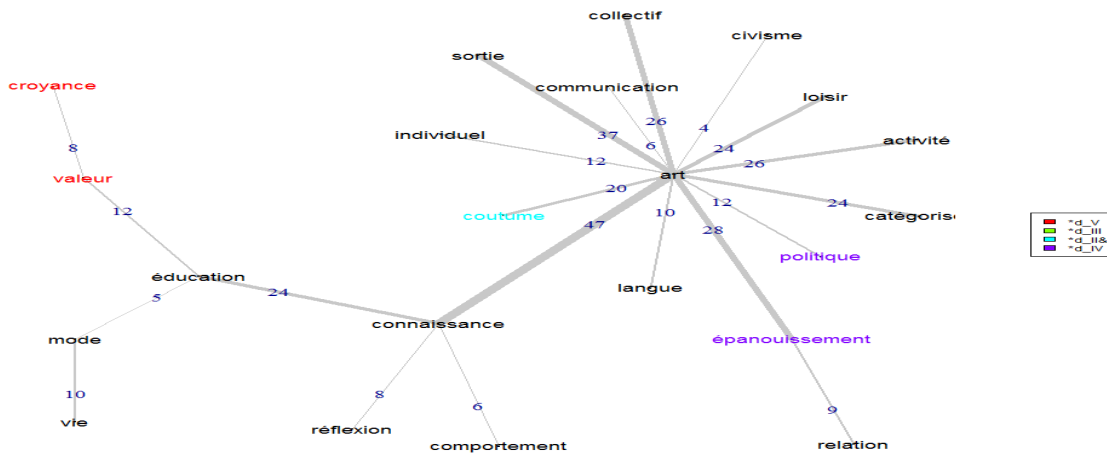 collectif
civisme
sortie
croyance
communication
loisir
26
37
4
individuel
6
24
activité
8
26
12
art
valeur
20
24
coutume
12
10
12
catégoris
47
28
politique
éducation
langue
24
5
connaissance
mode
épanouissement
10
8
6
9
vie
réflexion
comportement
relation
*d_V
*d_III
*d_II&
*d_IV